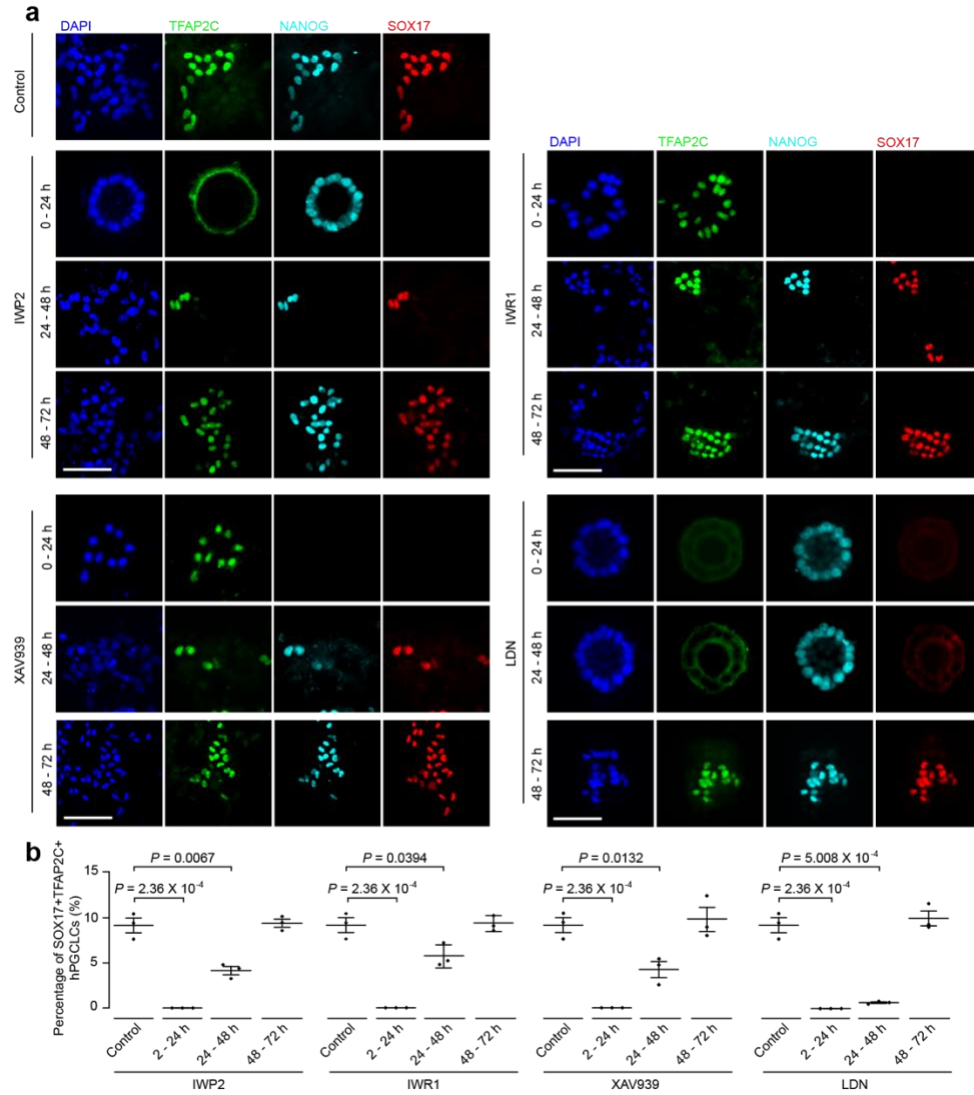 a
DAPI TFAP2C NANOG SOX17
Control
DAPI TFAP2C NANOG SOX17
IWP2
0 - 24 h
24 - 48 h
48 - 72 h
IWR1
0 - 24 h
24 - 48 h
48 - 72 h
XAV939
0 - 24 h
24 - 48 h
48 - 72 h
LDN
0 - 24 h
24 - 48 h
48 - 72 h
b
Percentage of SOX17+TFAP2C+
hPGCLCs (%)
15
10
5
0
P = 0.0067 P = 0.0394 P = 0.0132 P = 5.008 X 10⁻⁴
P = 2.36 X 10⁻⁴ P = 2.36 X 10⁻⁴ P = 2.36 X 10⁻⁴ P = 2.36 X 10⁻⁴
Control 2 - 24 h 24 - 48 h 48 - 72 h Control 2 - 24 h 24 - 48 h 48 - 72 h Control 2 - 24 h 24 - 48 h 48 - 72 h Control 2 - 24 h 24 - 48 h 48 - 72 h
IWP2 IWR1 XAV939 LDN